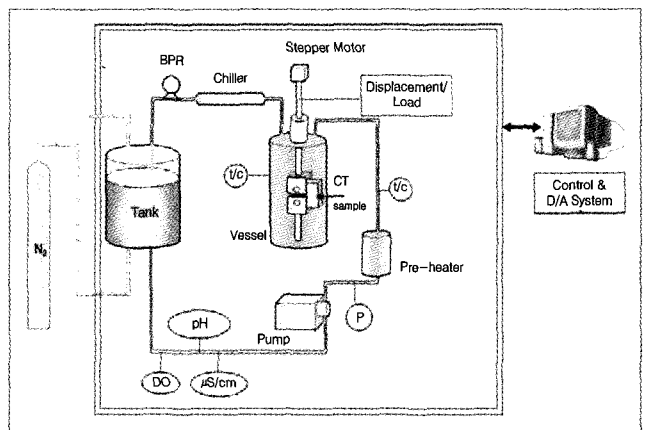 Stepper Motor
BPR
Chiller
Displacement/
Load
t/c
CT
sample
t/c
Control &
D/A System
Tank
Vessel
N₂
Pre-heater
pH
Pump
P
DO
μS/cm